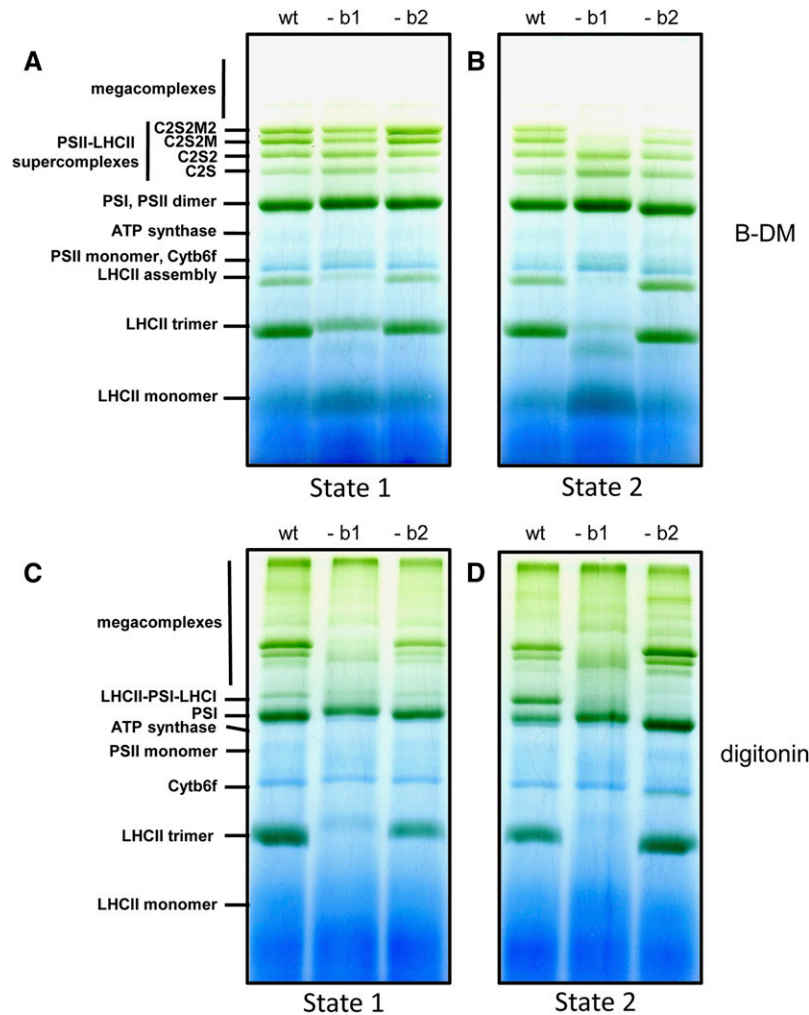 wt - b1 - b2 wt - b1 - b2
A
B
megacomplexes
C2S2M2
PSII-LHCII
C2S2M
supercomplexes
C2S2
C2S
PSI, PSII dimer
ATP synthase
B-DM
PSII monomer, Cytb6f
LHCII assembly
LHCII trimer
LHCII monomer
State 1 State 2
wt - b1 - b2 wt - b1 - b2
C
D
megacomplexes
LHCII-PSI-LHCI
PSI
ATP synthase
PSII monomer
digitonin
Cytb6f
LHCII trimer
LHCII monomer
State 1 State 2